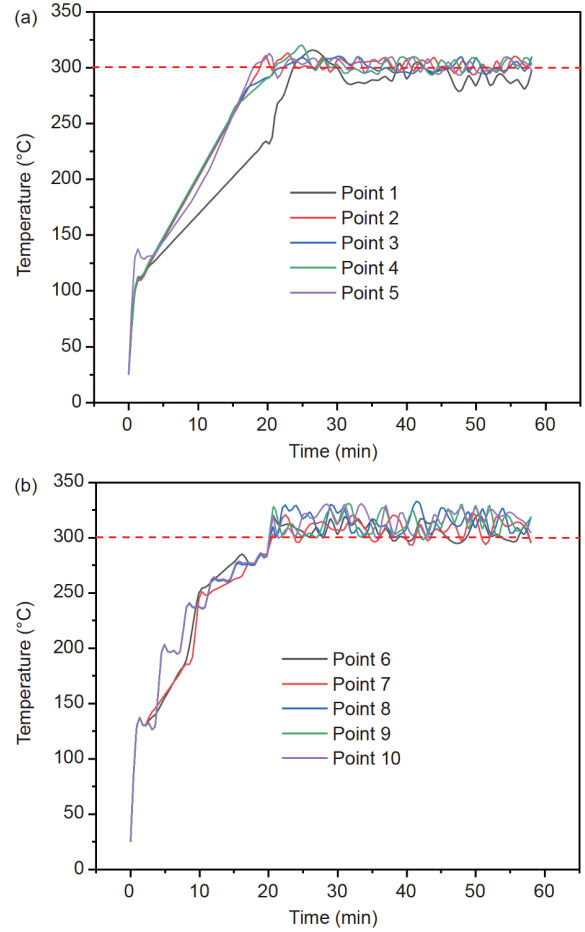 (a)
350
300
250
200
150
100
50
0
Temperature (°C)
Point 1
Point 2
Point 3
Point 4
Point 5
0 10 20 30 40 50 60
Time (min)
(b)
350
300
250
200
150
100
50
0
Temperature (°C)
Point 6
Point 7
Point 8
Point 9
Point 10
0 10 20 30 40 50 60
Time (min)